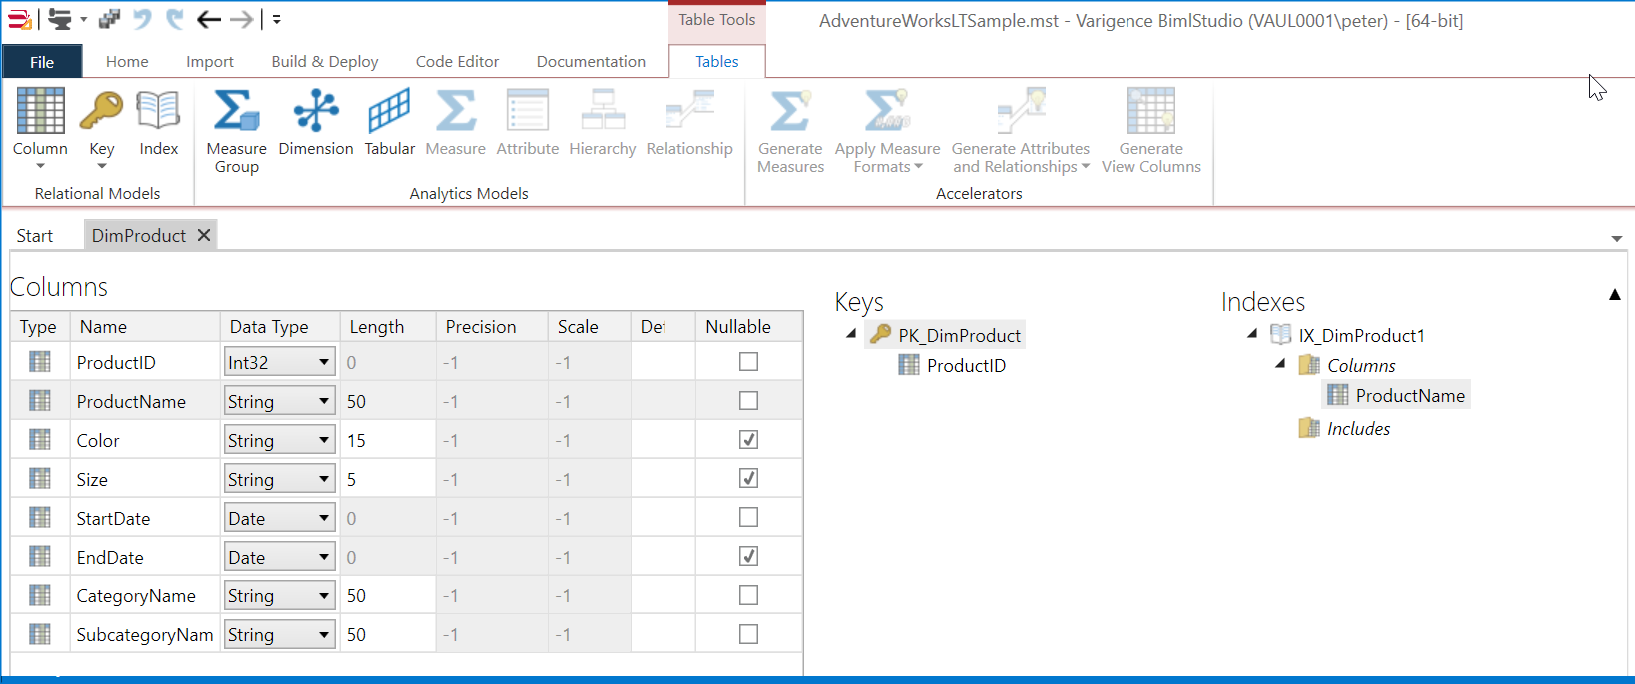 Table Tools
AdventureWorksLTSample.mst - Varigence BimlStudio (VAUL0001\peter) - [64-bit]
File Home Import Build & Deploy Code Editor Documentation Tables
Column Key Index Measure Group Dimension Tabular Measure Attribute Hierarchy Relationship Generate Measures Apply Measure Formats Generate Attributes and Relationships Generate View Columns
Relational Models Analytics Models Accelerators
Start DimProduct
Columns
Type Name Data Type Length Precision Scale Def Nullable
ProductID Int32 0 -1 -1
ProductName String 50 -1 -1
Color String 15 -1 -1
Size String 5 -1 -1
StartDate Date 0 -1 -1
EndDate Date 0 -1 -1
CategoryName String 50 -1 -1
SubcategoryNam String 50 -1 -1
Keys
PK_DimProduct
ProductID
Indexes
IX_DimProduct1
Columns
ProductName
Includes